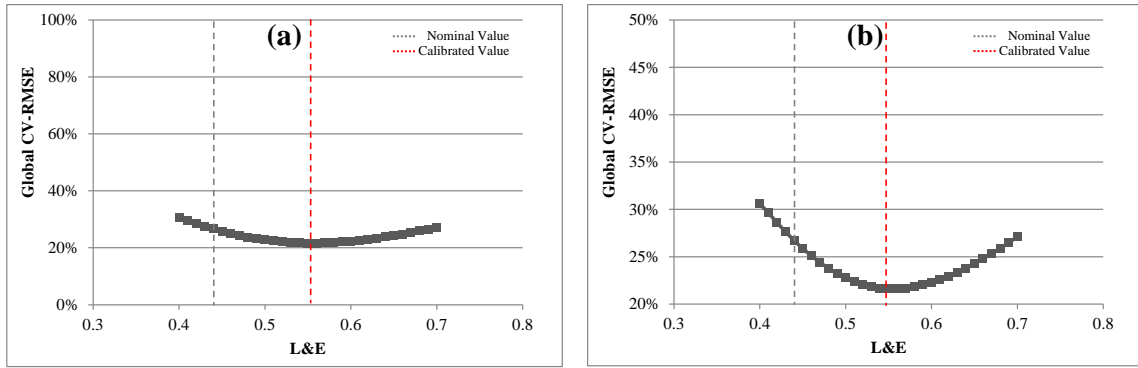 (a)
Nominal Value
Calibrated Value
Global CV-RMSE
100%
80%
60%
40%
20%
0%
0.3 0.4 0.5 0.6 0.7 0.8
L&E
(b)
Nominal Value
Calibrated Value
Global CV-RMSE
50%
45%
40%
35%
30%
25%
20%
0.3 0.4 0.5 0.6 0.7 0.8
L&E